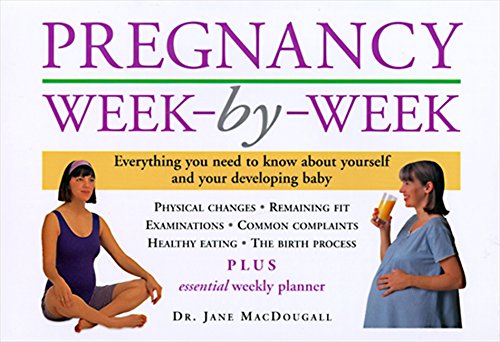 PREGNANCY
WEEK-by-WEEK
Everything you need to know about yourself
and your developing baby
PHYSICAL CHANGES • REMAINING FIT
EXAMINATIONS • COMMON COMPLAINTS
HEALTHY EATING • THE BIRTH PROCESS
PLUS
essential weekly planner
DR. JANE MACDOUGALL